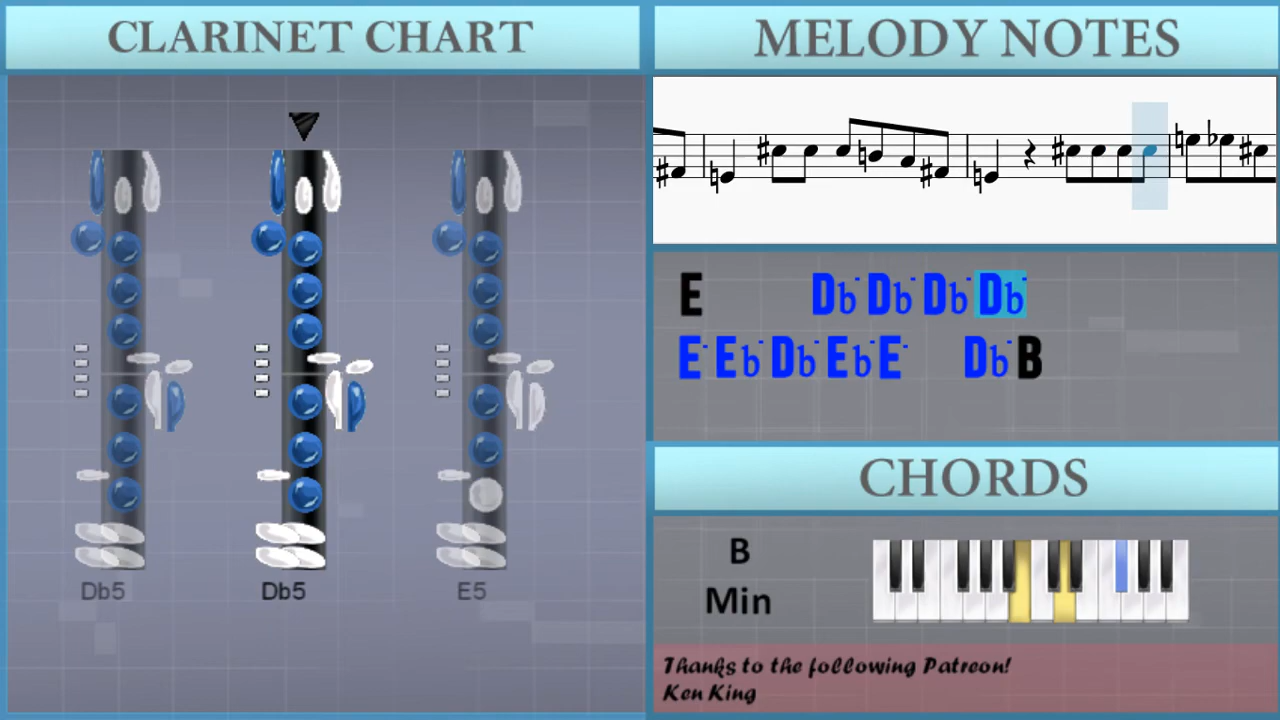 CLARINET CHART
MELODY NOTES
Db5 Db5 E5
E Db Db Db Db
E Eb Db Eb E Db B
CHORDS
B
Min
Thanks to the following Patreon!
Ken King